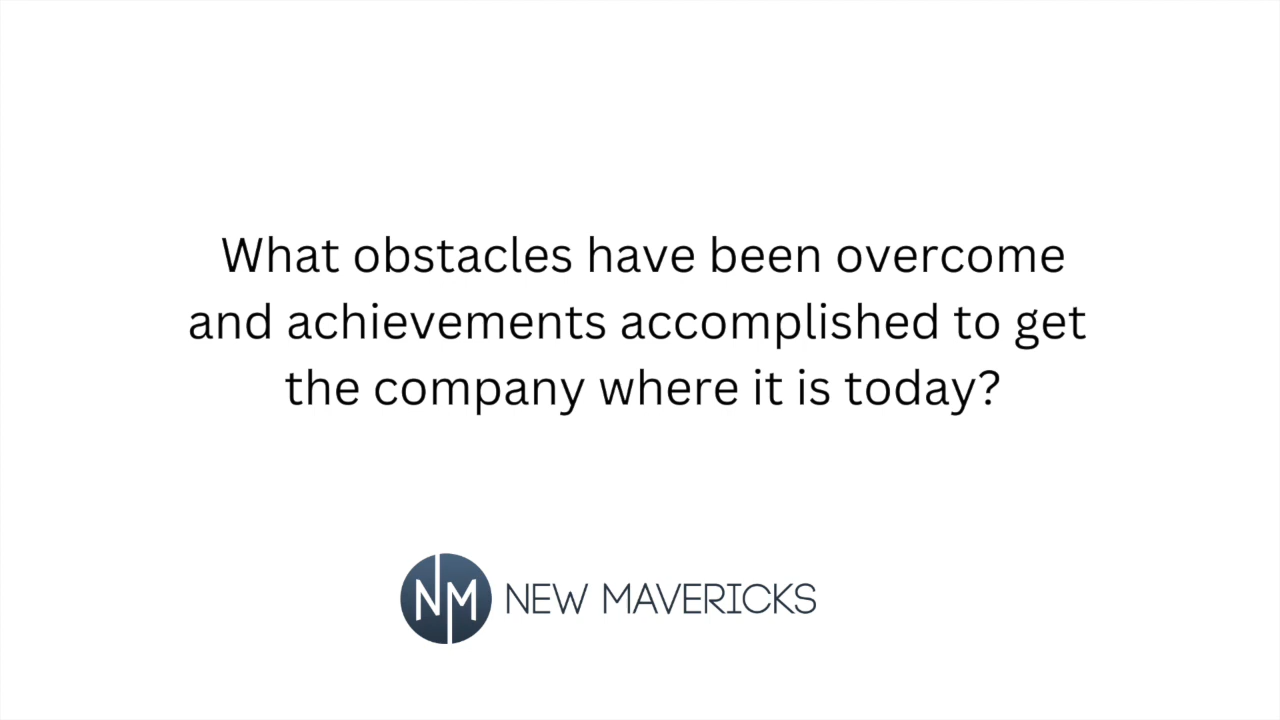 What obstacles have been overcome
and achievements accomplished to get
the company where it is today?
NM NEW MAVERICKS